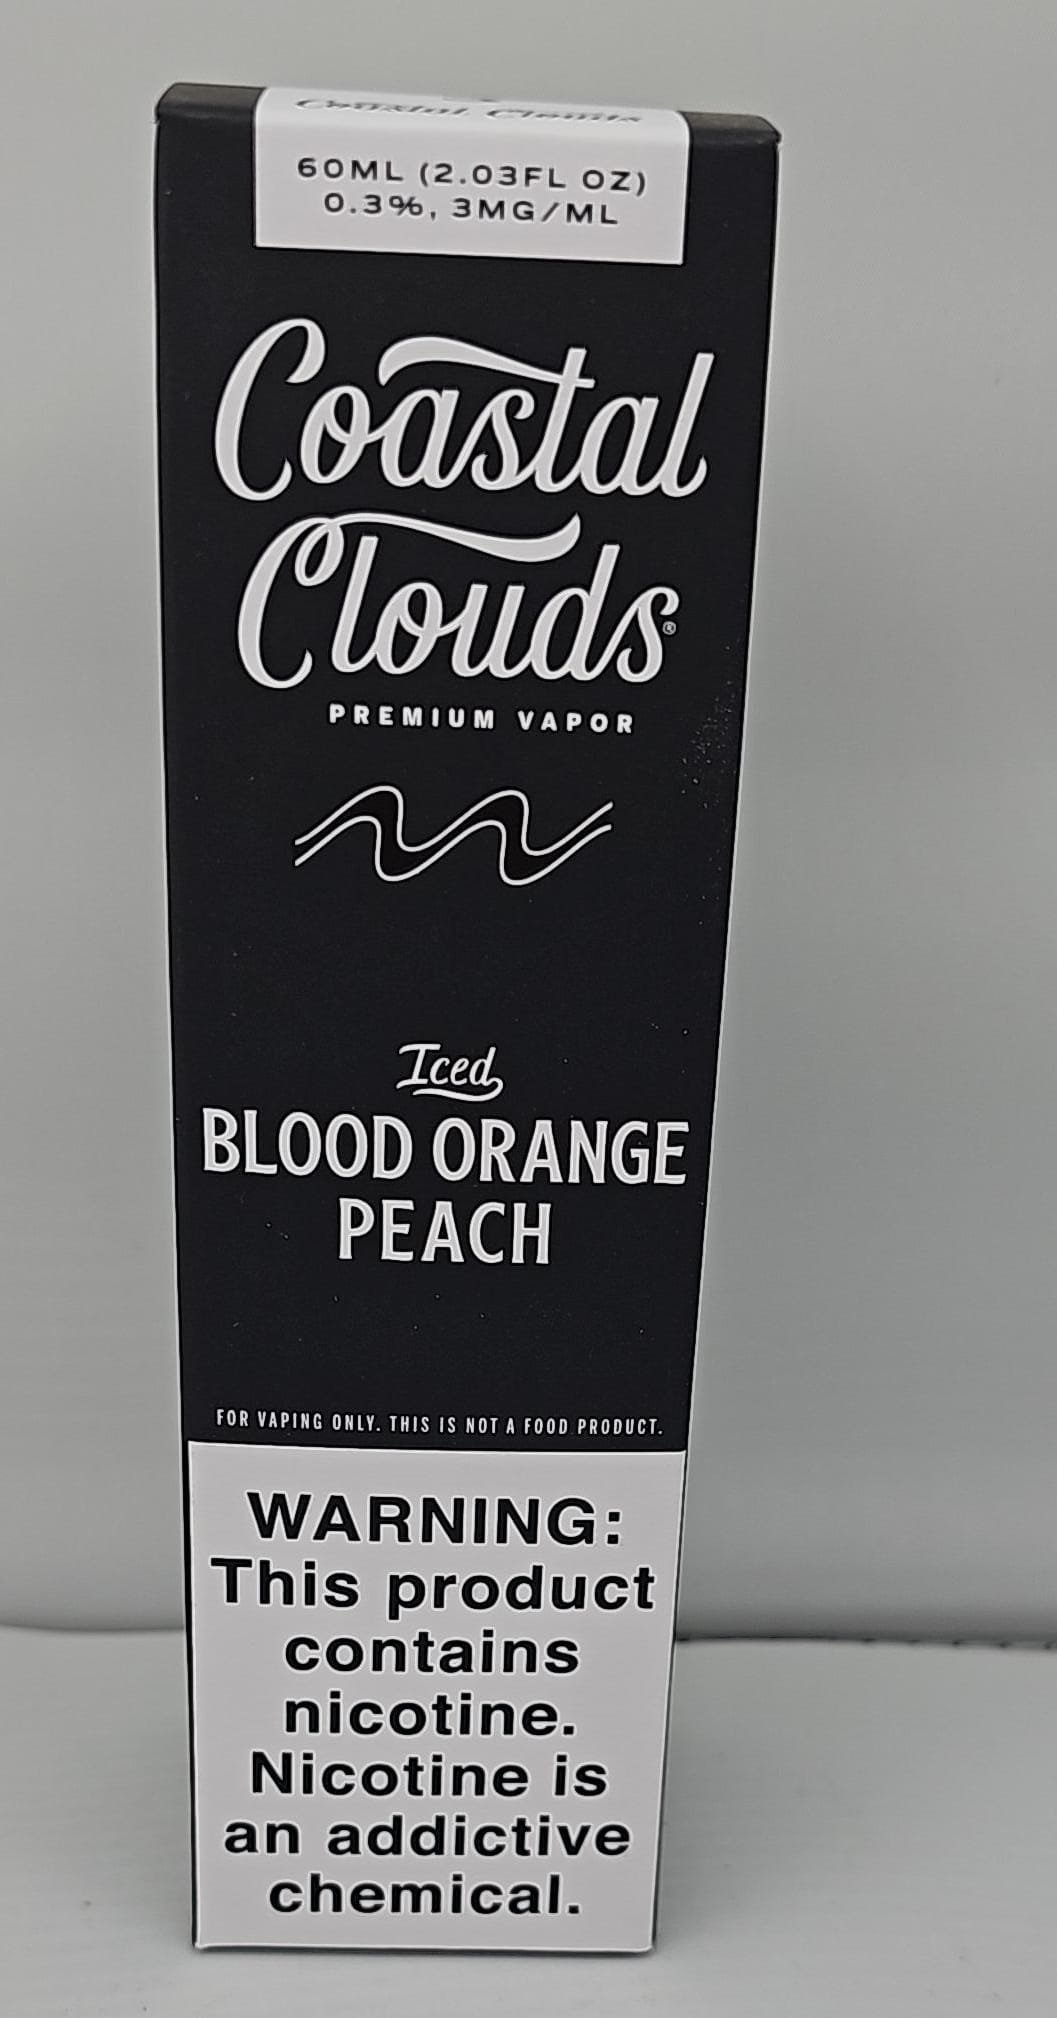 Coastal Clouds
60ML (2.03FL OZ)
0.3%, 3MG/ML
Coastal
Clouds®
PREMIUM VAPOR
Iced
BLOOD ORANGE
PEACH
FOR VAPING ONLY. THIS IS NOT A FOOD PRODUCT.
WARNING:
This product
contains
nicotine.
Nicotine is
an addictive
chemical.